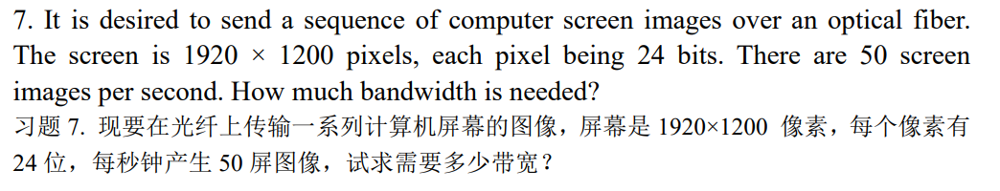 7. It is desired to send a sequence of computer screen images over an optical fiber.
The screen is 1920 × 1200 pixels, each pixel being 24 bits. There are 50 screen
images per second. How much bandwidth is needed?
习题 7. 现要在光纤上传输一系列计算机屏幕的图像，屏幕是 1920×1200 像素，每个像素有
24 位，每秒钟产生 50 屏图像，试求需要多少带宽？